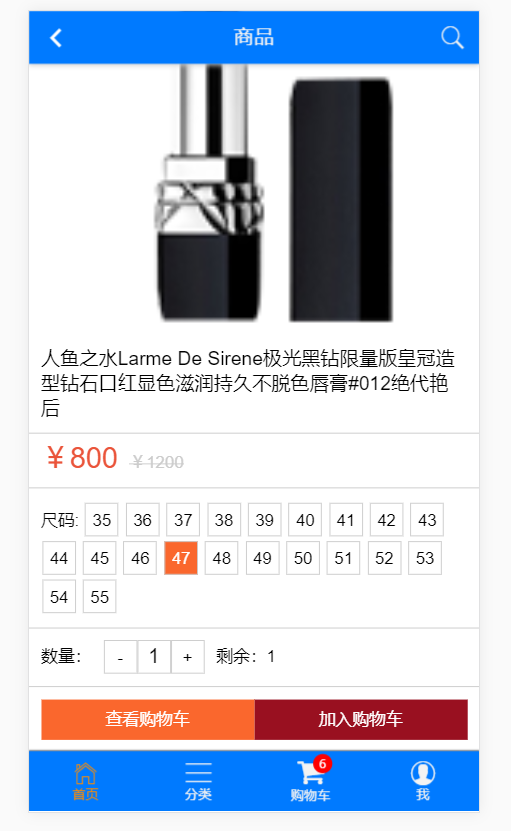 商品
人鱼之水Larme De Sirene极光黑钻限量版皇冠造
型钻石口红显色滋润持久不脱色唇膏#012绝代艳
后
￥800 ￥1200
尺码: 35 36 37 38 39 40 41 42 43
44 45 46 47 48 49 50 51 52 53
54 55
数量： - 1 + 剩余：1
查看购物车 加入购物车
6
首页 分类 购物车 我